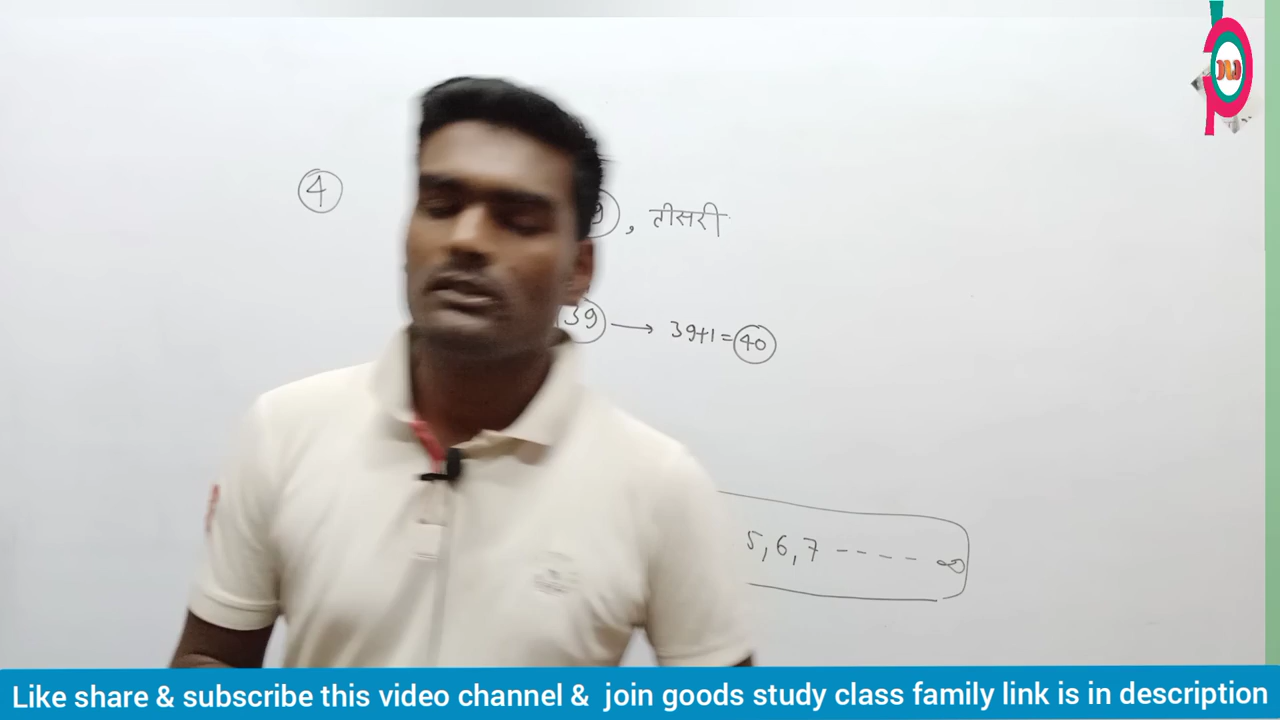 4
9, तीसरी
39 → 39+1=40
5,6,7 ---- ∞
Like share & subscribe this video channel & join goods study class family link is in description